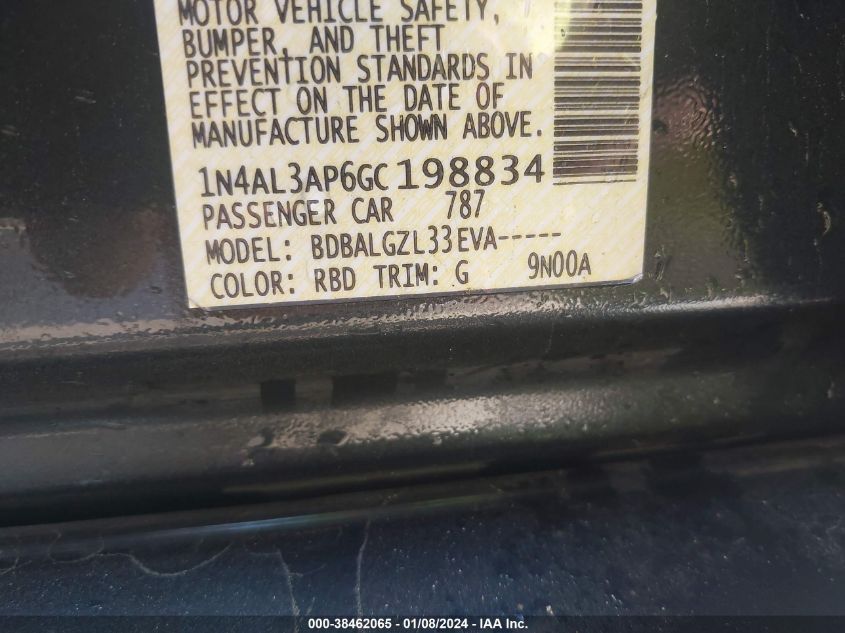 MOTOR VEHICLE SAFETY,
BUMPER, AND THEFT
PREVENTION STANDARDS IN
EFFECT ON THE DATE OF
MANUFACTURE SHOWN ABOVE.
1N4AL3AP6GC198834
PASSENGER CAR 787
MODEL: BDBALGZL33EVA-----
COLOR: RBD TRIM: G 9N00A
000-38462065 - 01/08/2024 - IAA Inc.